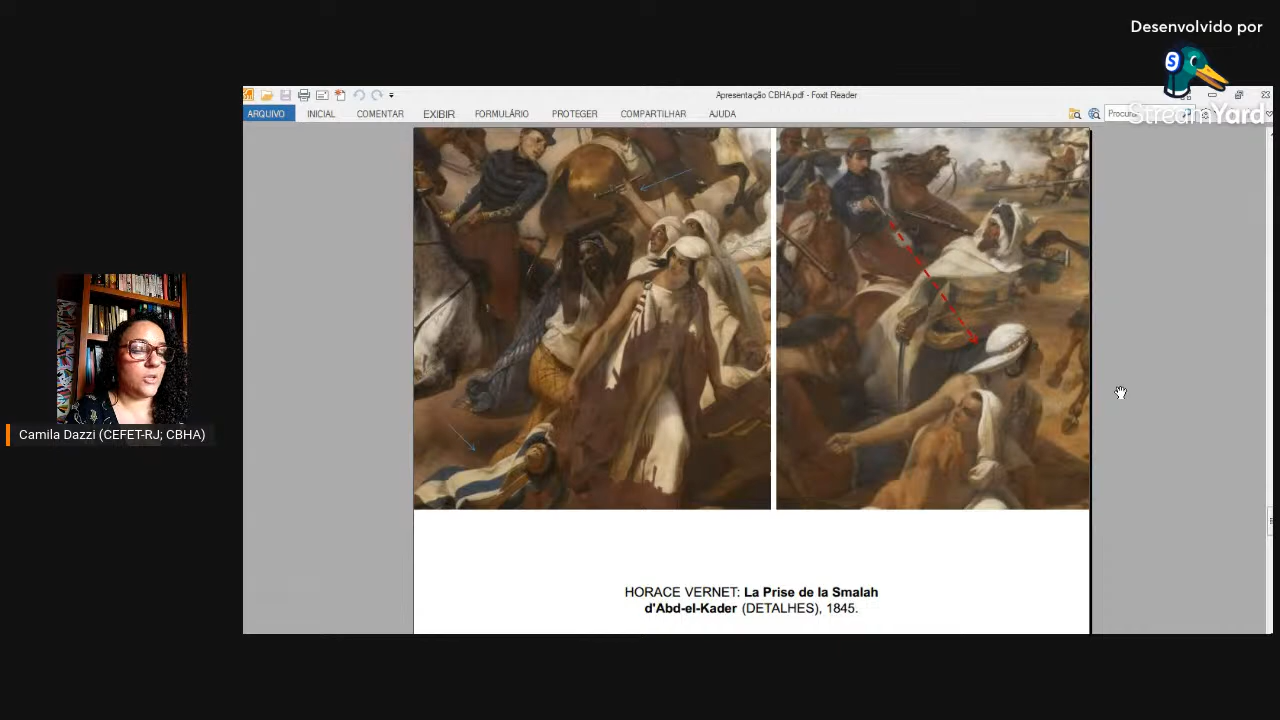 Desenvolvido por
S
StreamYard
Apresentação CBHA.pdf - Foxit Reader
ARQUIVO INICIAL COMENTAR EXIBIR FORMULÁRIO PROTEGER COMPARTILHAR AJUDA
Camila Dazzi (CEFET-RJ; CBHA)
HORACE VERNET: La Prise de la Smalah
d'Abd-el-Kader (DETALHES), 1845.